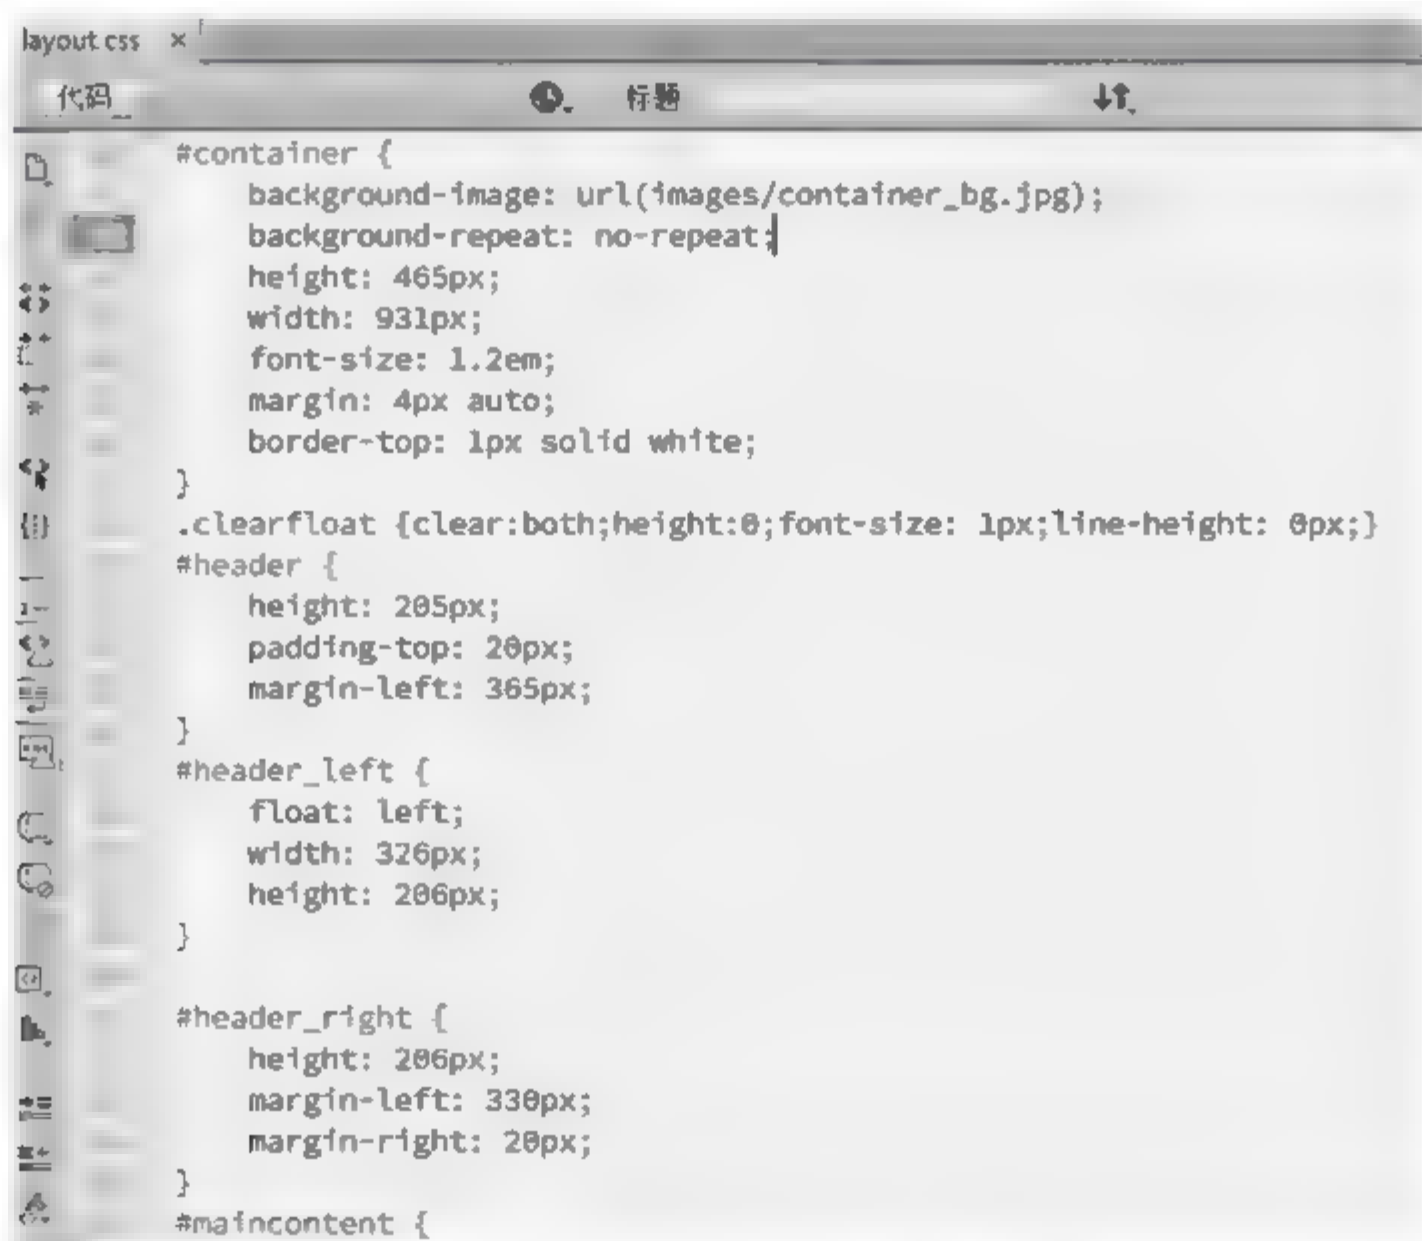 layout.css ×
代码 标题
#container {
    background-image: url(images/container_bg.jpg);
    background-repeat: no-repeat;
    height: 465px;
    width: 931px;
    font-size: 1.2em;
    margin: 4px auto;
    border-top: 1px solid white;
}
.clearfloat {clear:both;height:0;font-size: 1px;line-height: 0px;}
#header {
    height: 205px;
    padding-top: 20px;
    margin-left: 365px;
}
#header_left {
    float: left;
    width: 326px;
    height: 206px;
}
#header_right {
    height: 206px;
    margin-left: 330px;
    margin-right: 20px;
}
#maincontent {